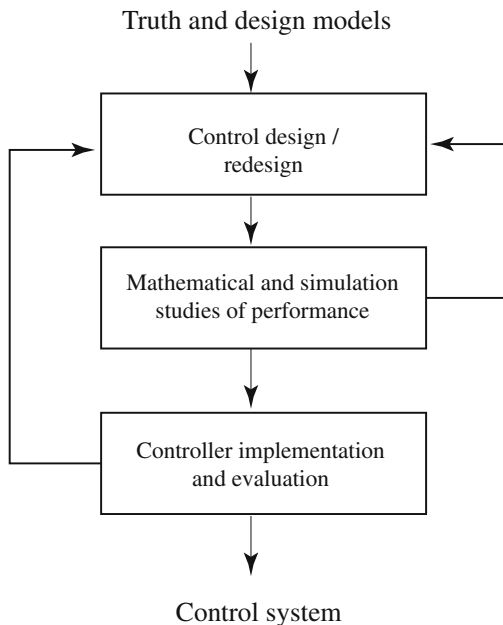 Truth and design models
Control design /
redesign
Mathematical and simulation
studies of performance
Controller implementation
and evaluation
Control system